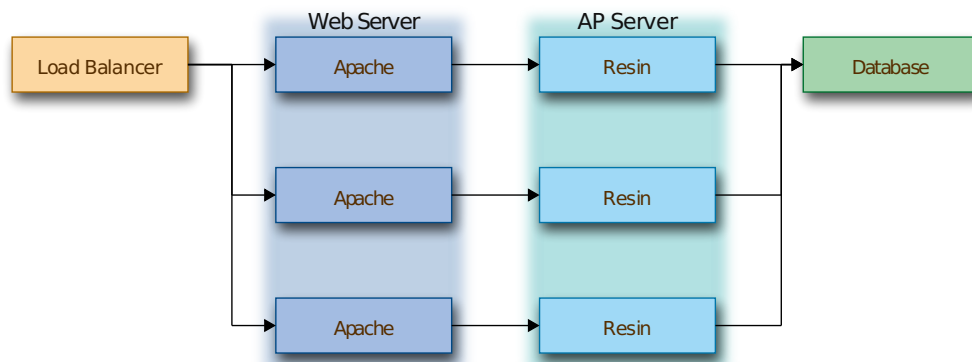 Web Server
AP Server
Load Balancer
Apache
Resin
Database
Apache
Resin
Apache
Resin